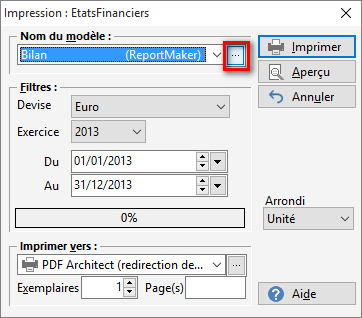 Impression : EtatsFinanciers
Nom du modèle :
Bilan (ReportMaker) ...
Imprimer
Aperçu
Annuler
Filtres :
Devise Euro
Exercice 2013
Du 01/01/2013
Au 31/12/2013
0%
Arrondi
Unité
Imprimer vers :
PDF Architect (redirection de... ...
Exemplaires 1 Page(s)
Aide